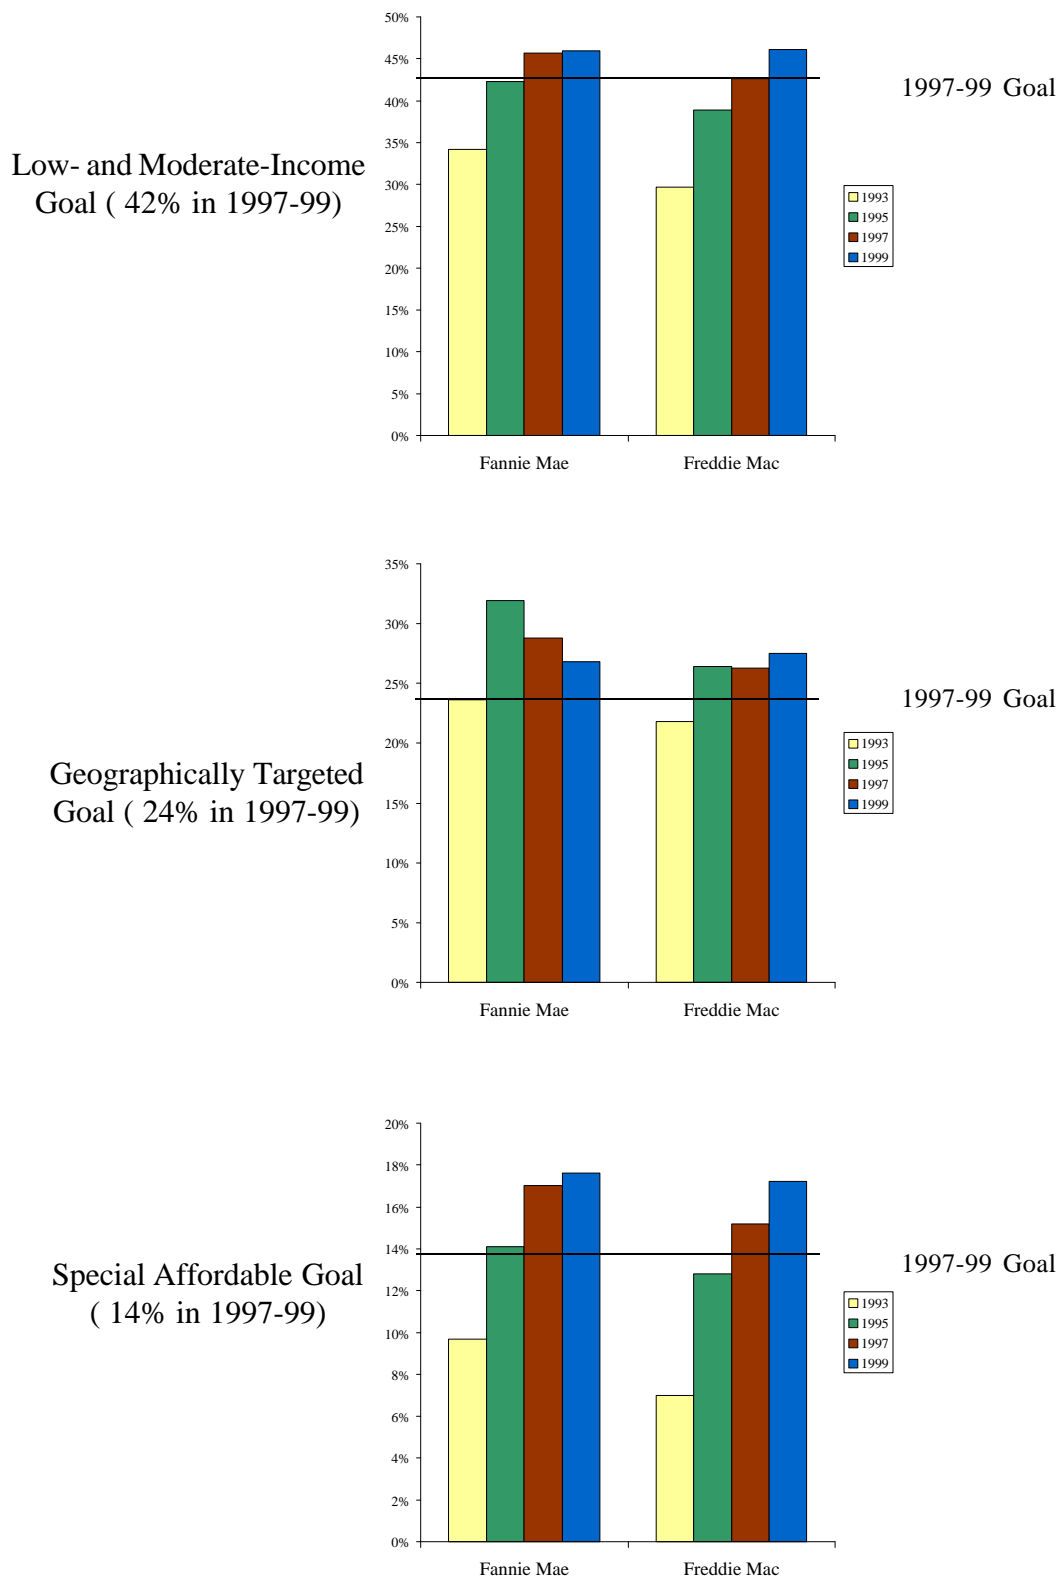 50%
45%
40%
35%
30%
25%
20%
15%
10%
5%
0%
Low- and Moderate-Income
Goal ( 42% in 1997-99)
1997-99 Goal
1993
1995
1997
1999
Fannie Mae
Freddie Mac
35%
30%
25%
20%
15%
10%
5%
0%
Geographically Targeted
Goal ( 24% in 1997-99)
1997-99 Goal
1993
1995
1997
1999
Fannie Mae
Freddie Mac
20%
18%
16%
14%
12%
10%
8%
6%
4%
2%
0%
Special Affordable Goal
( 14% in 1997-99)
1997-99 Goal
1993
1995
1997
1999
Fannie Mae
Freddie Mac